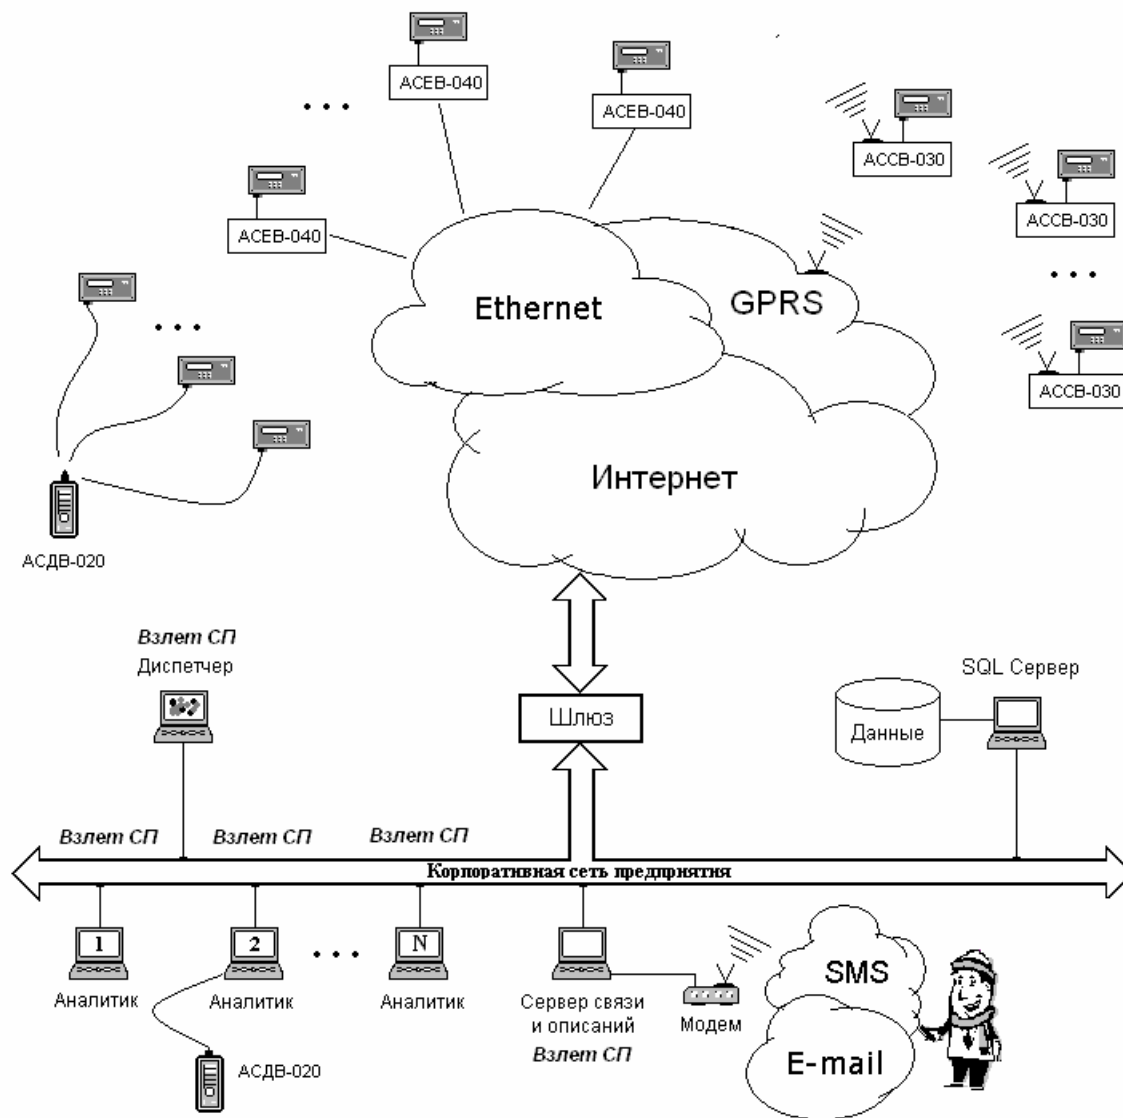 АСЕВ-040
АСЕВ-040
АССВ-030
АССВ-030
АСЕВ-040
Ethernet
GPRS
АССВ-030
Интернет
АСДВ-020
Взлет СП
Диспетчер
SQL Сервер
Шлюз
Данные
Взлет СП
Взлет СП
Взлет СП
Корпоративная сеть предприятия
1
2
N
Аналитик
Аналитик
Аналитик
Сервер связи
и описаний
Взлет СП
Модем
SMS
E-mail
АСДВ-020